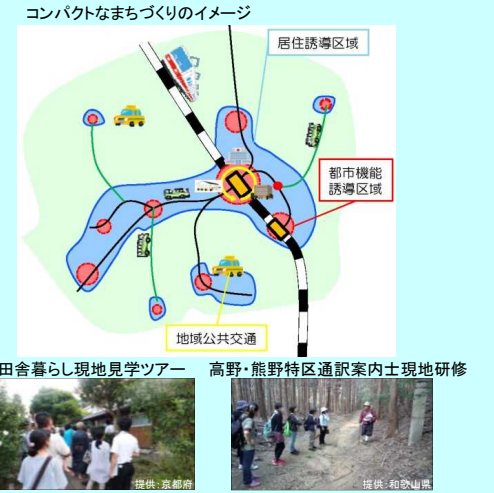 コンパクトなまちづくりのイメージ
居住誘導区域
都市機能
誘導区域
地域公共交通
田舎暮らし現地見学ツアー
高野・熊野特区通訳案内士現地研修
提供:京都府
提供:和歌山県